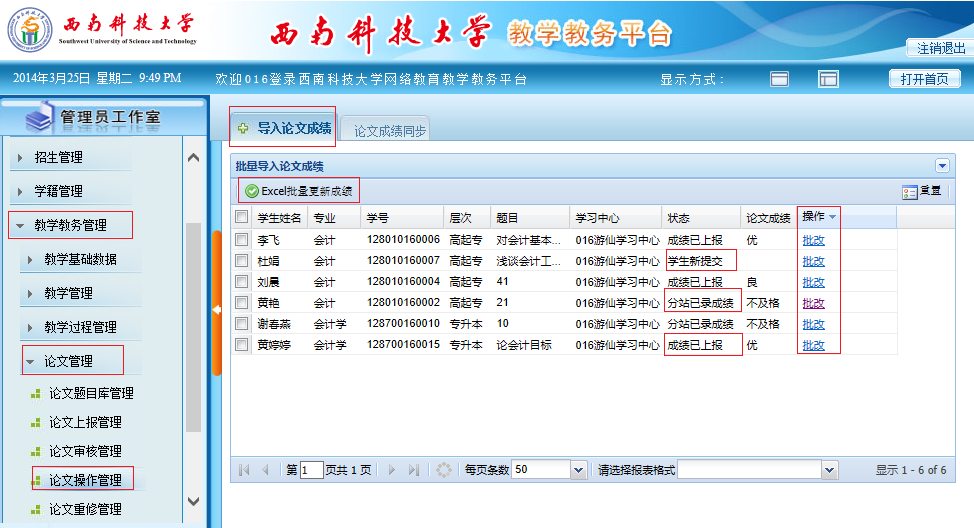 西南科技大学
Southwest University of Science and Technology
西南科技大学 教学教务平台
注销退出
2014年3月25日 星期二 9:49 PM 欢迎016登录西南科技大学网络教育教学教务平台 显示方式: 打开首页
管理员工作室
招生管理
学籍管理
教学教务管理
教学基础数据
教学管理
教学过程管理
论文管理
论文题目库管理
论文上报管理
论文审核管理
论文操作管理
论文重修管理
导入论文成绩 论文成绩同步
批量导入论文成绩
Excel批量更新成绩 重置
学生姓名 专业 学号 层次 题目 学习中心 状态 论文成绩 操作
李飞 会计 128010160006 高起专 对会计基本... 016游仙学习中心 成绩已上报 优 批改
杜娟 会计 128010160007 高起专 浅谈会计工... 016游仙学习中心 学生新提交 批改
刘晨 会计 128010160004 高起专 41 016游仙学习中心 成绩已上报 良 批改
黄艳 会计 128010160002 高起专 21 016游仙学习中心 分站已录成绩 不及格 批改
谢春燕 会计学 128700160010 专升本 10 016游仙学习中心 分站已录成绩 不及格 批改
黄婷婷 会计学 128700160015 专升本 论会计目标 016游仙学习中心 成绩已上报 优 批改
第 1 页共 1 页 每页条数 50 请选择报表格式 显示 1 - 6 of 6